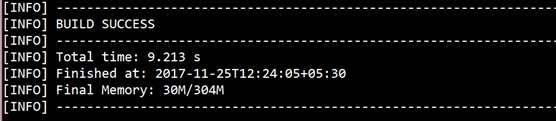 [INFO] ------------------------------------------------------------------------
[INFO] BUILD SUCCESS
[INFO] ------------------------------------------------------------------------
[INFO] Total time: 9.213 s
[INFO] Finished at: 2017-11-25T12:24:05+05:30
[INFO] Final Memory: 30M/304M
[INFO] ------------------------------------------------------------------------